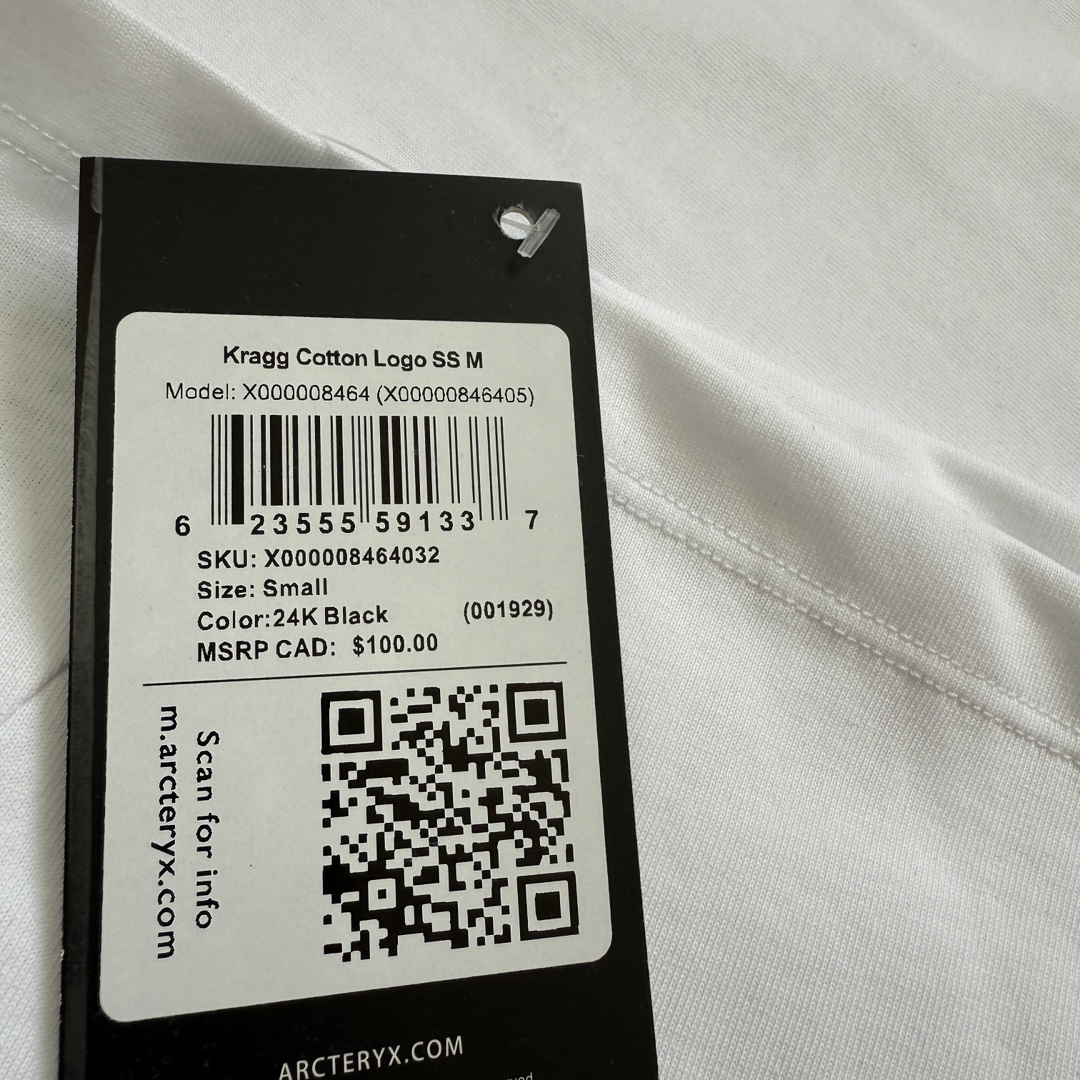 Kragg Cotton Logo SS M
Model: X000008464 (X00000846405)
6 23555 59133 7
SKU: X000008464032
Size: Small
Color:24K Black (001929)
MSRP CAD: $100.00
Scan for info
m.arcteryx.com
ARCTERYX.COM